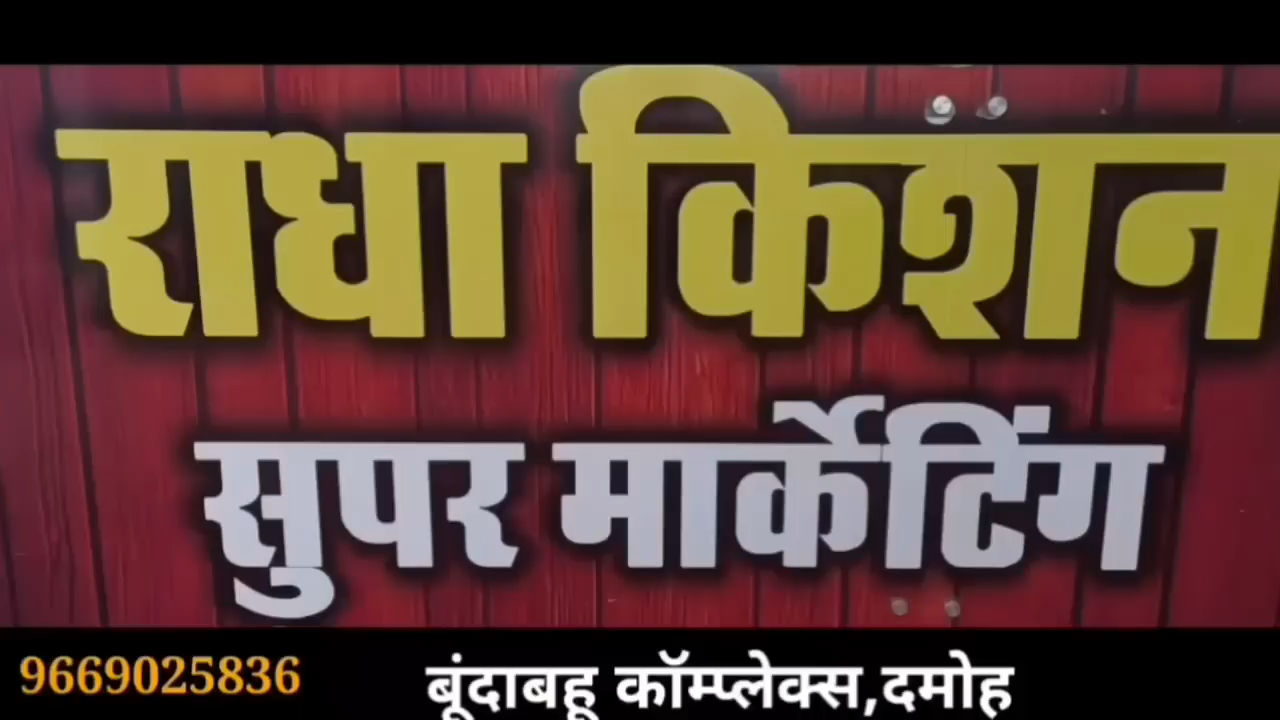 राधा किशन
सुपर मार्केटिंग
9669025836 बूंदाबहू कॉम्प्लेक्स,दमोह